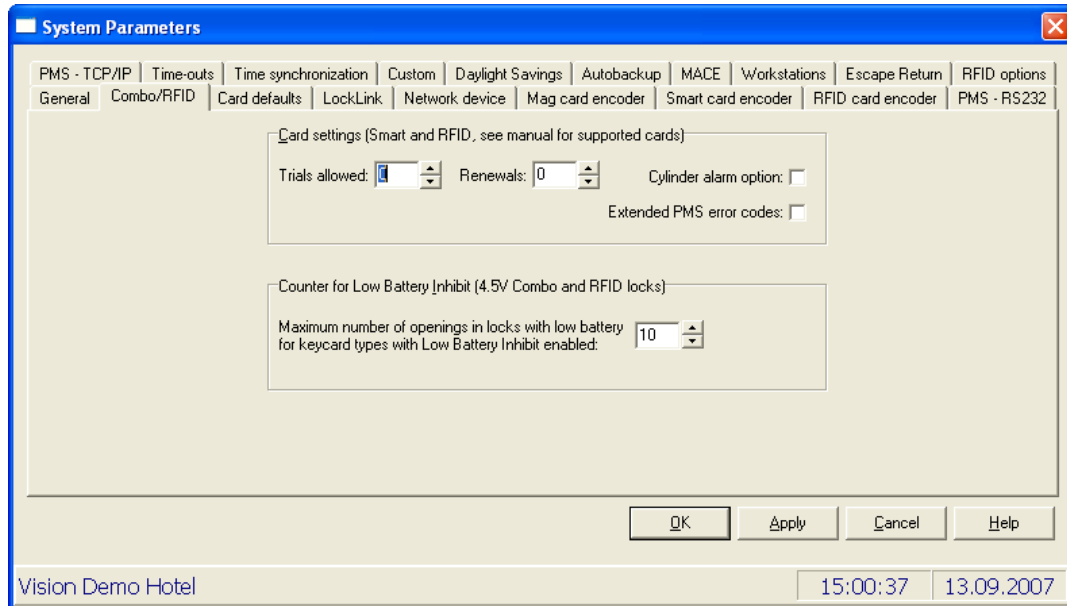 System Parameters
PMS - TCP/IP Time-outs Time synchronization Custom Daylight Savings Autobackup MACE Workstations Escape Return RFID options
General Combo/RFID Card defaults LockLink Network device Mag card encoder Smart card encoder RFID card encoder PMS - RS232
Card settings (Smart and RFID, see manual for supported cards)
Trials allowed: 0 Renewals: 0 Cylinder alarm option:
Extended PMS error codes:
Counter for Low Battery Inhibit (4.5V Combo and RFID locks)
Maximum number of openings in locks with low battery
for keycard types with Low Battery Inhibit enabled: 10
OK Apply Cancel Help
Vision Demo Hotel 15:00:37 13.09.2007